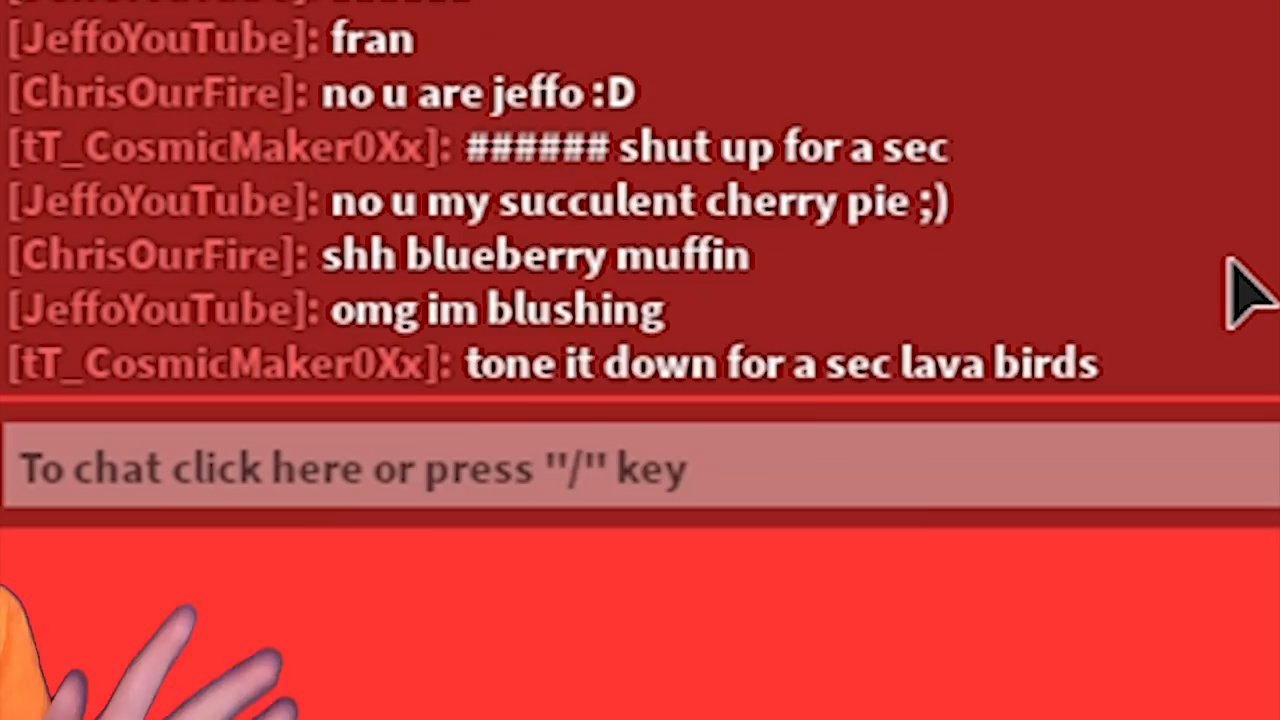 [JeffoYouTube]: fran
[ChrisOurFire]: no u are jeffo :D
[tT_CosmicMaker0Xx]: ###### shut up for a sec
[JeffoYouTube]: no u my succulent cherry pie ;)
[ChrisOurFire]: shh blueberry muffin
[JeffoYouTube]: omg im blushing
[tT_CosmicMaker0Xx]: tone it down for a sec lava birds
To chat click here or press "/" key